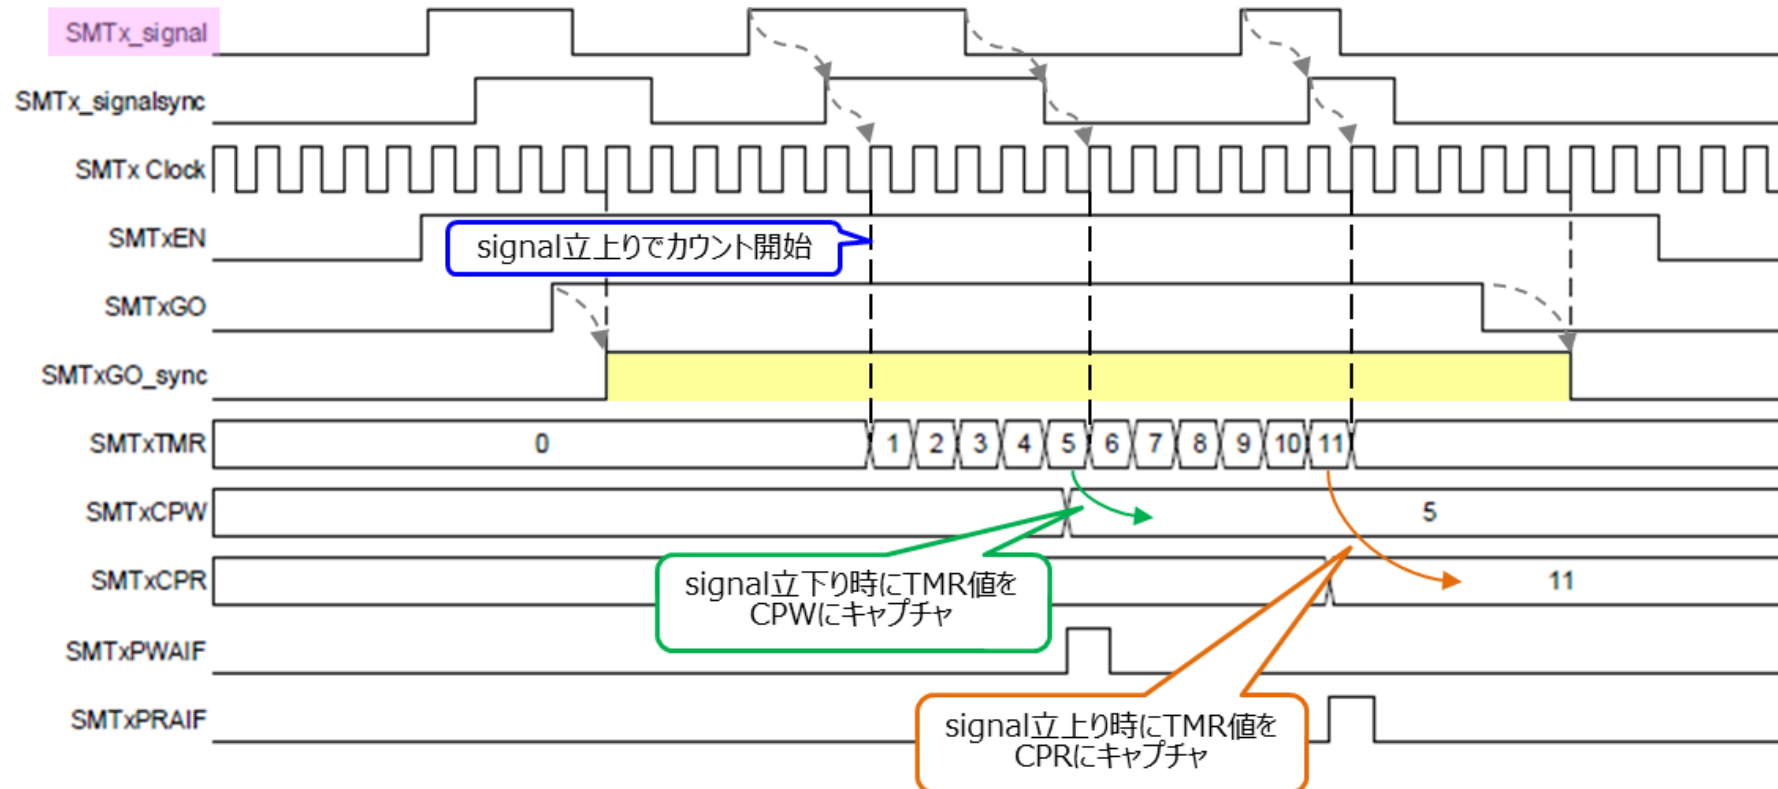 SMTx_signal
SMTx_signalsync
SMTx Clock
SMTxEN
signal立上りでカウント開始
SMTxGO
SMTxGO_sync
SMTxTMR
0
1 2 3 4 5 6 7 8 9 10 11
SMTxCPW
5
SMTxCPR
11
signal立下り時にTMR値を
CPWにキャプチャ
SMTxPWAIF
SMTxPRAIF
signal立上り時にTMR値を
CPRにキャプチャ